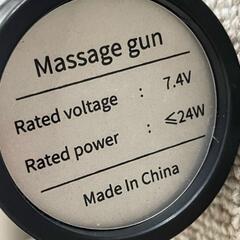 Massage gun
Rated voltage : 7.4V
Rated power : ⩽24W
Made In China